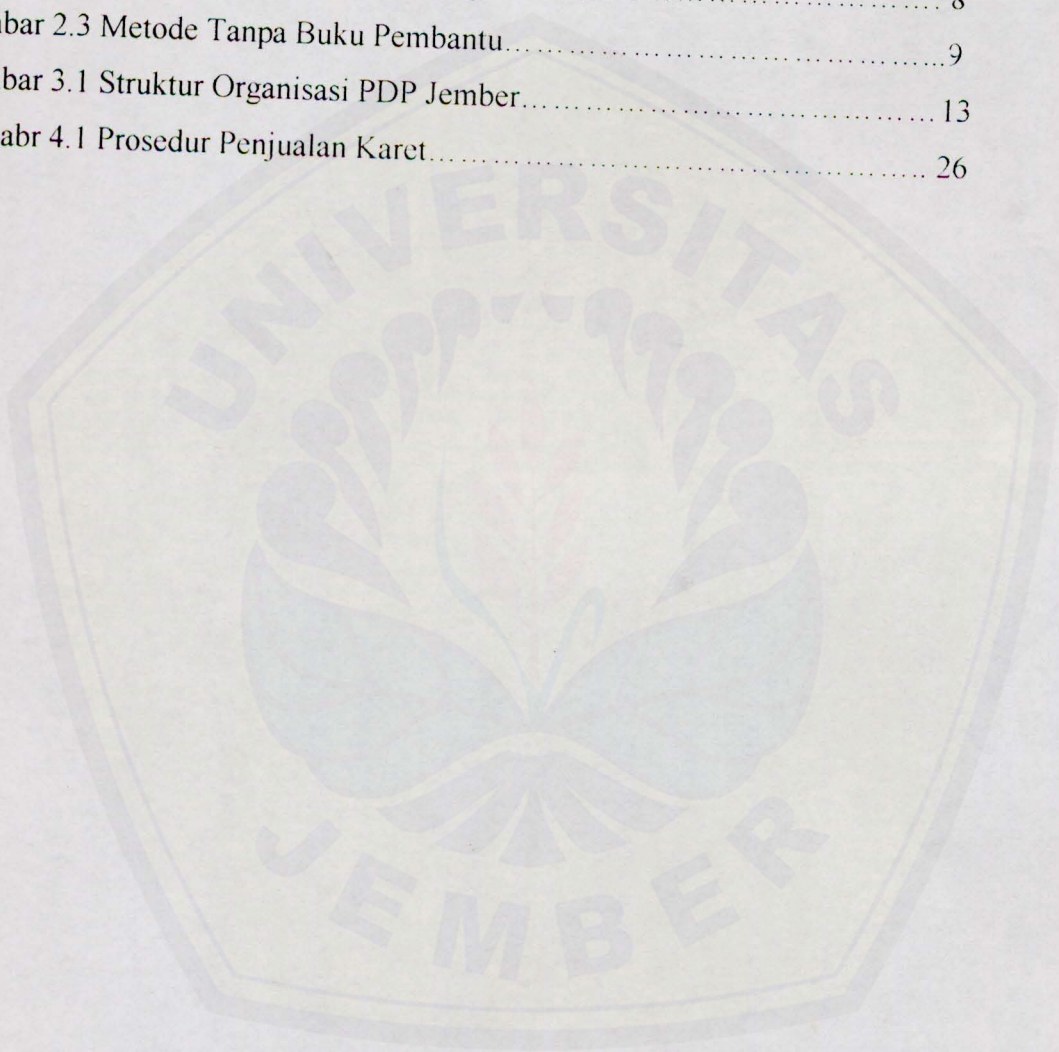 8
bar 2.3 Metode Tanpa Buku Pembantu.......................................................9
bar 3.1 Struktur Organisasi PDP Jember..................................................... 13
abr 4.1 Prosedur Penjualan Karet................................................................ 26
UNIVERSITAS
JEMBER